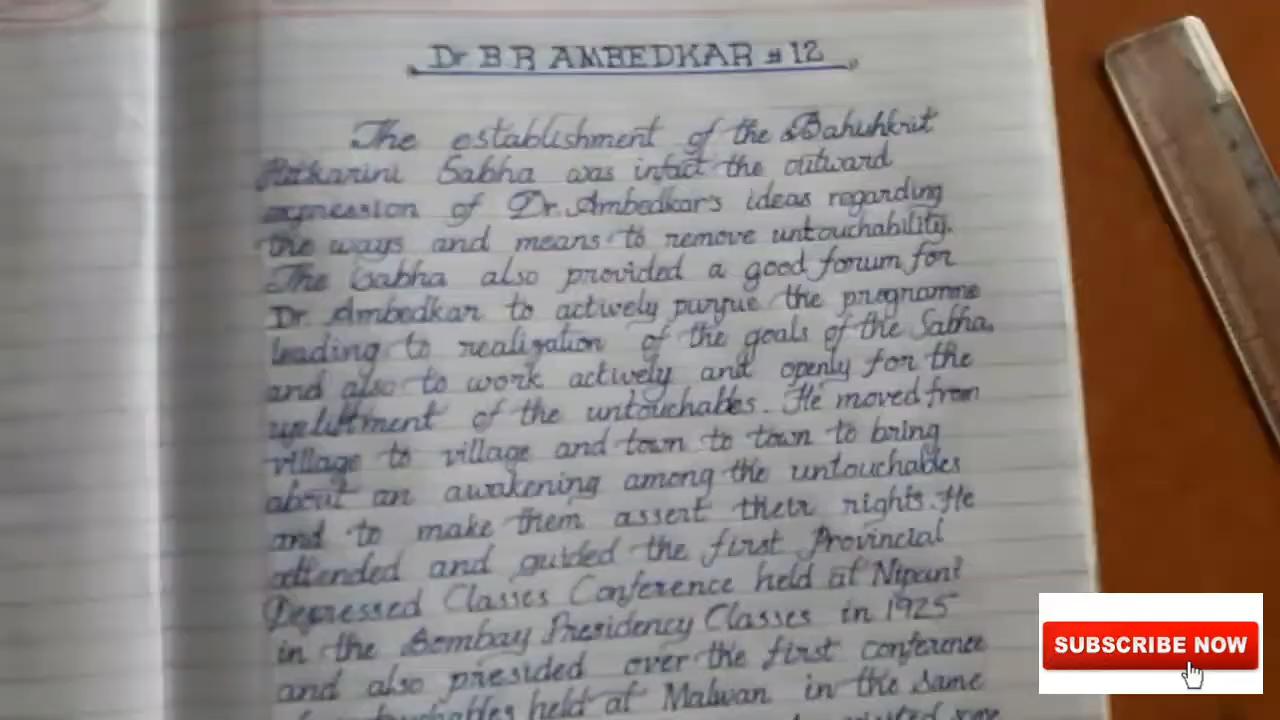 Dr B R AMBEDKAR # 12
The establishment of the Bahishkrit
Hitkarini Sabha was infact the outward
expression of Dr. Ambedkar's ideas regarding
the ways and means to remove untouchability.
The Sabha also provided a good forum for
Dr. Ambedkar to actively pursue the programme
leading to realization of the goals of the Sabha.
and also to work actively and openly for the
upliftment of the untouchables. He moved from
village to village and town to town to bring
about an awakening among the untouchables
and to make them assert their rights. He
attended and guided the first Provincial
Depressed Classes Conference held at Nipani
in the Bombay Presidency Classes in 1925
and also presided over the first conference
held at Malwan in the same
SUBSCRIBE NOW